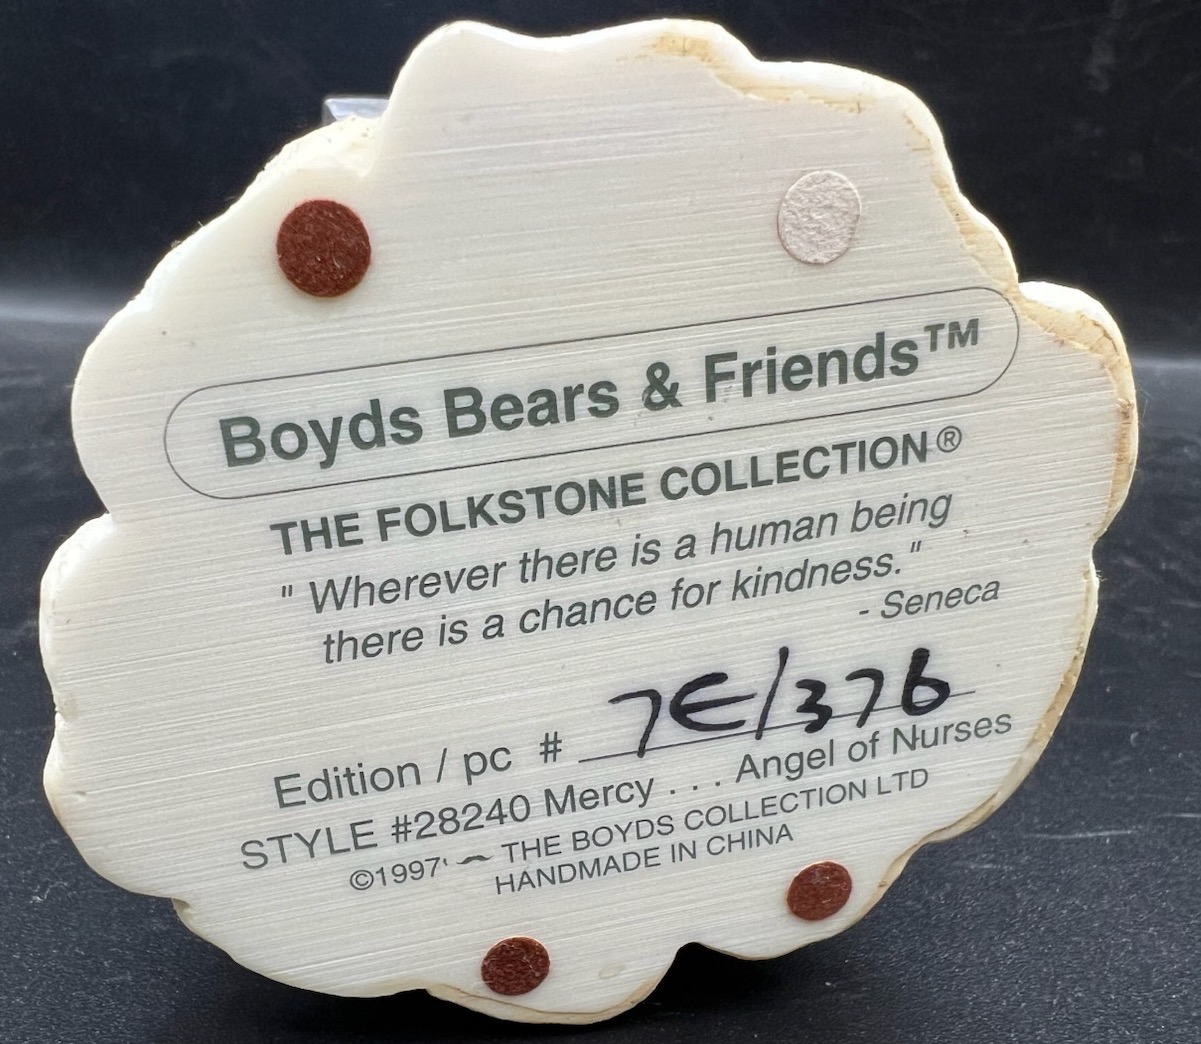 Boyds Bears & Friends™
THE FOLKSTONE COLLECTION®
" Wherever there is a human being
there is a chance for kindness."
- Seneca
Edition / pc # 7E/376
STYLE #28240 Mercy . . . Angel of Nurses
©1997 THE BOYDS COLLECTION LTD
HANDMADE IN CHINA